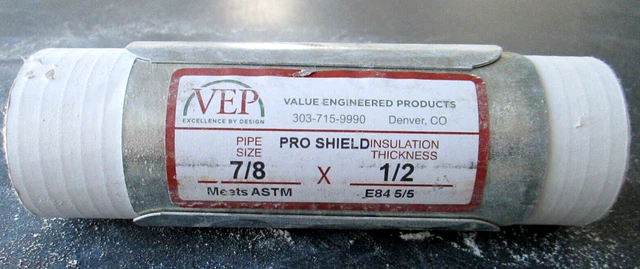 VEP
EXCELLENCE BY DESIGN
VALUE ENGINEERED PRODUCTS
303-715-9990 Denver, CO
PIPE SIZE PRO SHIELD INSULATION THICKNESS
7/8 X 1/2
Meets ASTM E84 5/5